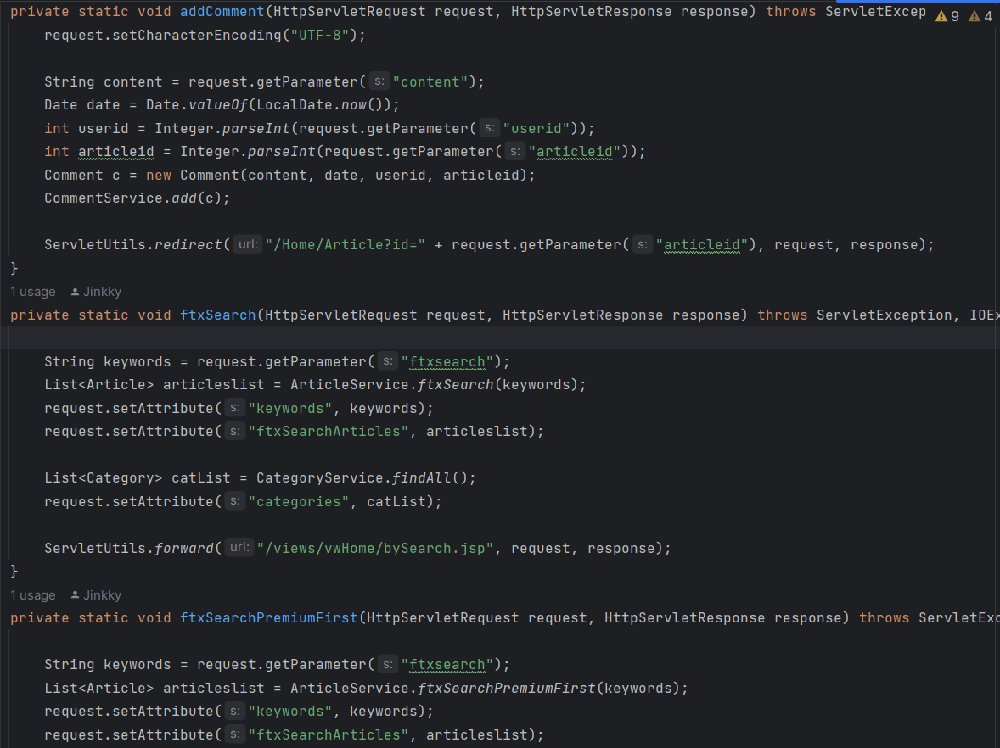 private static void addComment(HttpServletRequest request, HttpServletResponse response) throws ServletExcep 9 4
request.setCharacterEncoding("UTF-8");
String content = request.getParameter( s: "content");
Date date = Date.valueOf(LocalDate.now());
int userid = Integer.parseInt(request.getParameter( s: "userid"));
int articleid = Integer.parseInt(request.getParameter( s: "articleid"));
Comment c = new Comment(content, date, userid, articleid);
CommentService.add(c);
ServletUtils.redirect( url: "/Home/Article?id=" + request.getParameter( s: "articleid"), request, response);
}
1 usage Jinkky
private static void ftxSearch(HttpServletRequest request, HttpServletResponse response) throws ServletException, IOEx
String keywords = request.getParameter( s: "ftxsearch");
List<Article> articleslist = ArticleService.ftxSearch(keywords);
request.setAttribute( s: "keywords", keywords);
request.setAttribute( s: "ftxSearchArticles", articleslist);
List<Category> catList = CategoryService.findAll();
request.setAttribute( s: "categories", catList);
ServletUtils.forward( url: "/views/vwHome/bySearch.jsp", request, response);
}
1 usage Jinkky
private static void ftxSearchPremiumFirst(HttpServletRequest request, HttpServletResponse response) throws ServletExc
String keywords = request.getParameter( s: "ftxsearch");
List<Article> articleslist = ArticleService.ftxSearchPremiumFirst(keywords);
request.setAttribute( s: "keywords", keywords);
request.setAttribute( s: "ftxSearchArticles", articleslist);